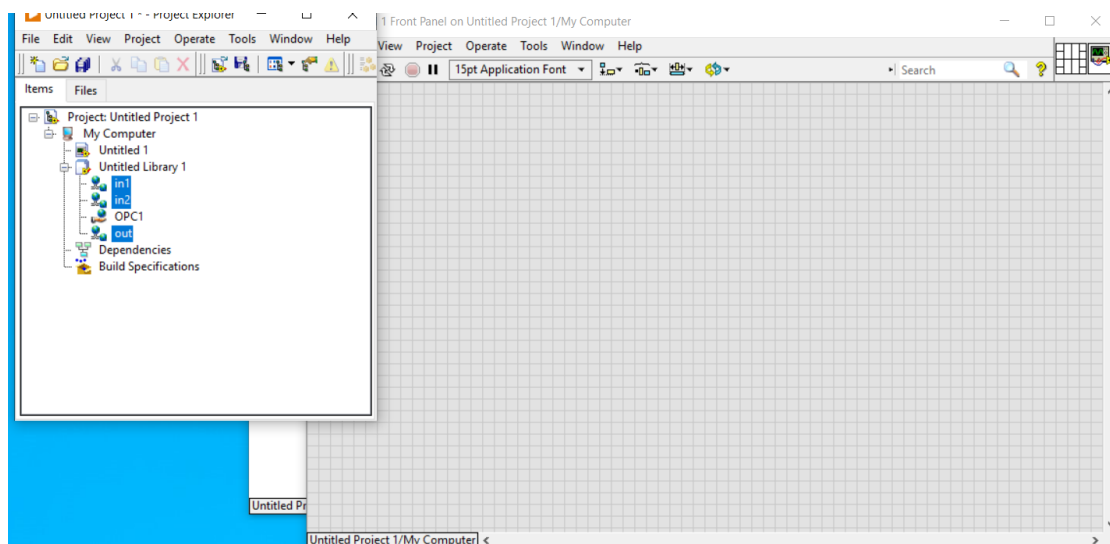 Untitled Project 1 * - Project Explorer
File Edit View Project Operate Tools Window Help
Items Files
Project: Untitled Project 1
My Computer
Untitled 1
Untitled Library 1
in1
in2
OPC1
out
Dependencies
Build Specifications
1 Front Panel on Untitled Project 1/My Computer
View Project Operate Tools Window Help
15pt Application Font
Search
Untitled Pr
Untitled Project 1/My Computer